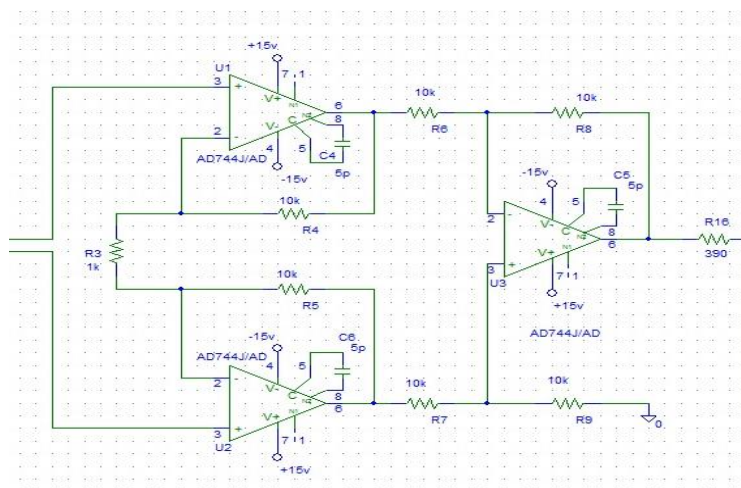 +15v
U1
7
1
3
+
V+
N1
6
10k
R6
10k
R8
N2
8
V-
C
2
-
4
5
C4
5p
AD744J/AD
-15v
10k
R4
-15v
C5
5p
4
5
2
-
V-
C
N2
8
6
R16
390
R3
1k
V+
N1
3
+
U3
7
1
10k
R5
+15v
AD744J/AD
-15v
C6
5p
AD744J/AD
4
5
2
-
V-
C
N2
8
6
10k
R7
10k
R9
V+
N1
3
+
U2
7
1
0
+15v